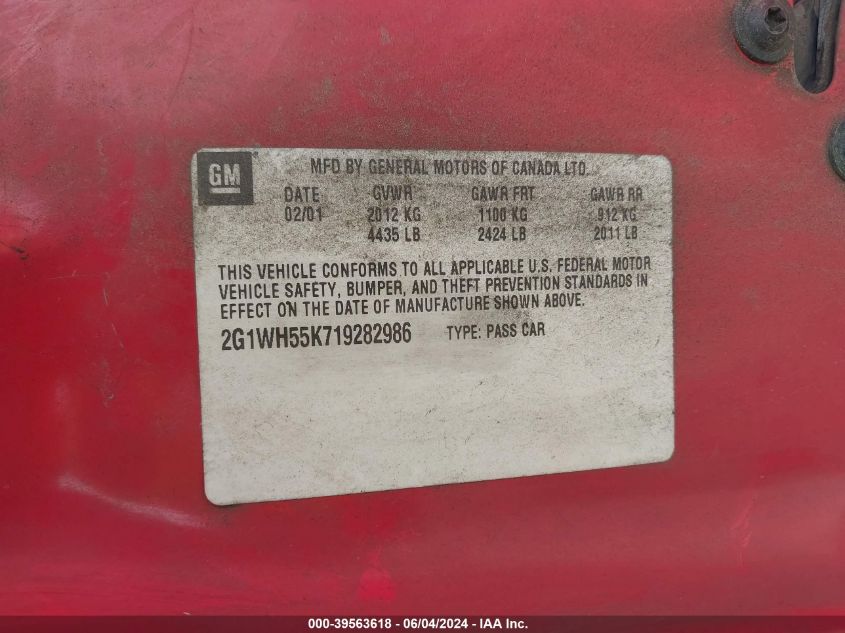 GM
MFD BY GENERAL MOTORS OF CANADA LTD.
DATE GVWR GAWR FRT GAWR RR
02/01 2012 KG 1100 KG 912 KG
4435 LB 2424 LB 2011 LB
THIS VEHICLE CONFORMS TO ALL APPLICABLE U.S. FEDERAL MOTOR
VEHICLE SAFETY, BUMPER, AND THEFT PREVENTION STANDARDS IN
EFFECT ON THE DATE OF MANUFACTURE SHOWN ABOVE.
2G1WH55K719282986 TYPE: PASS CAR
000-39563618 - 06/04/2024 - IAA Inc.